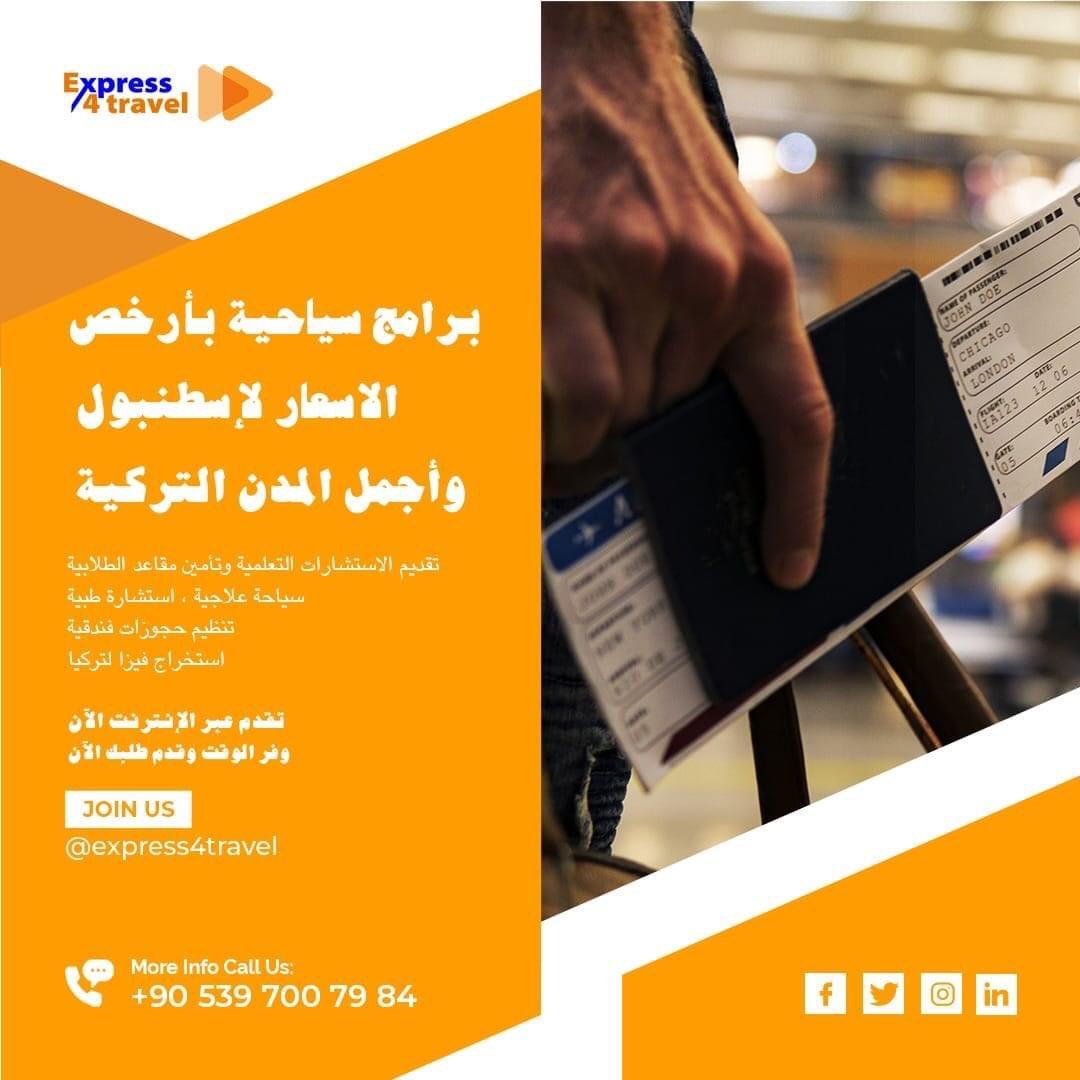 Express
4 travel
برامج سياحية بأرخص
الاسعار لإسطنبول
وأجمل المدن التركية
تقديم الاستشارات التعلمية وتأمين مقاعد الطلابية
سياحة علاجية ، استشارة طبية
تنظيم حجوزات فندقية
استخراج فيزا لتركيا
تقدم عبر الإنترنت الآن
وفر الوقت وقدم طلبك الآن
JOIN US
@express4travel
More Info Call Us:
+90 539 700 79 84
NAME OF PASSENGER:
JOHN DOE
DEPARTURE:
CHICAGO
ARRIVAL:
LONDON
FLIGHT: DATE:
IA123 12 06
GATE: BOARDING
05 06: